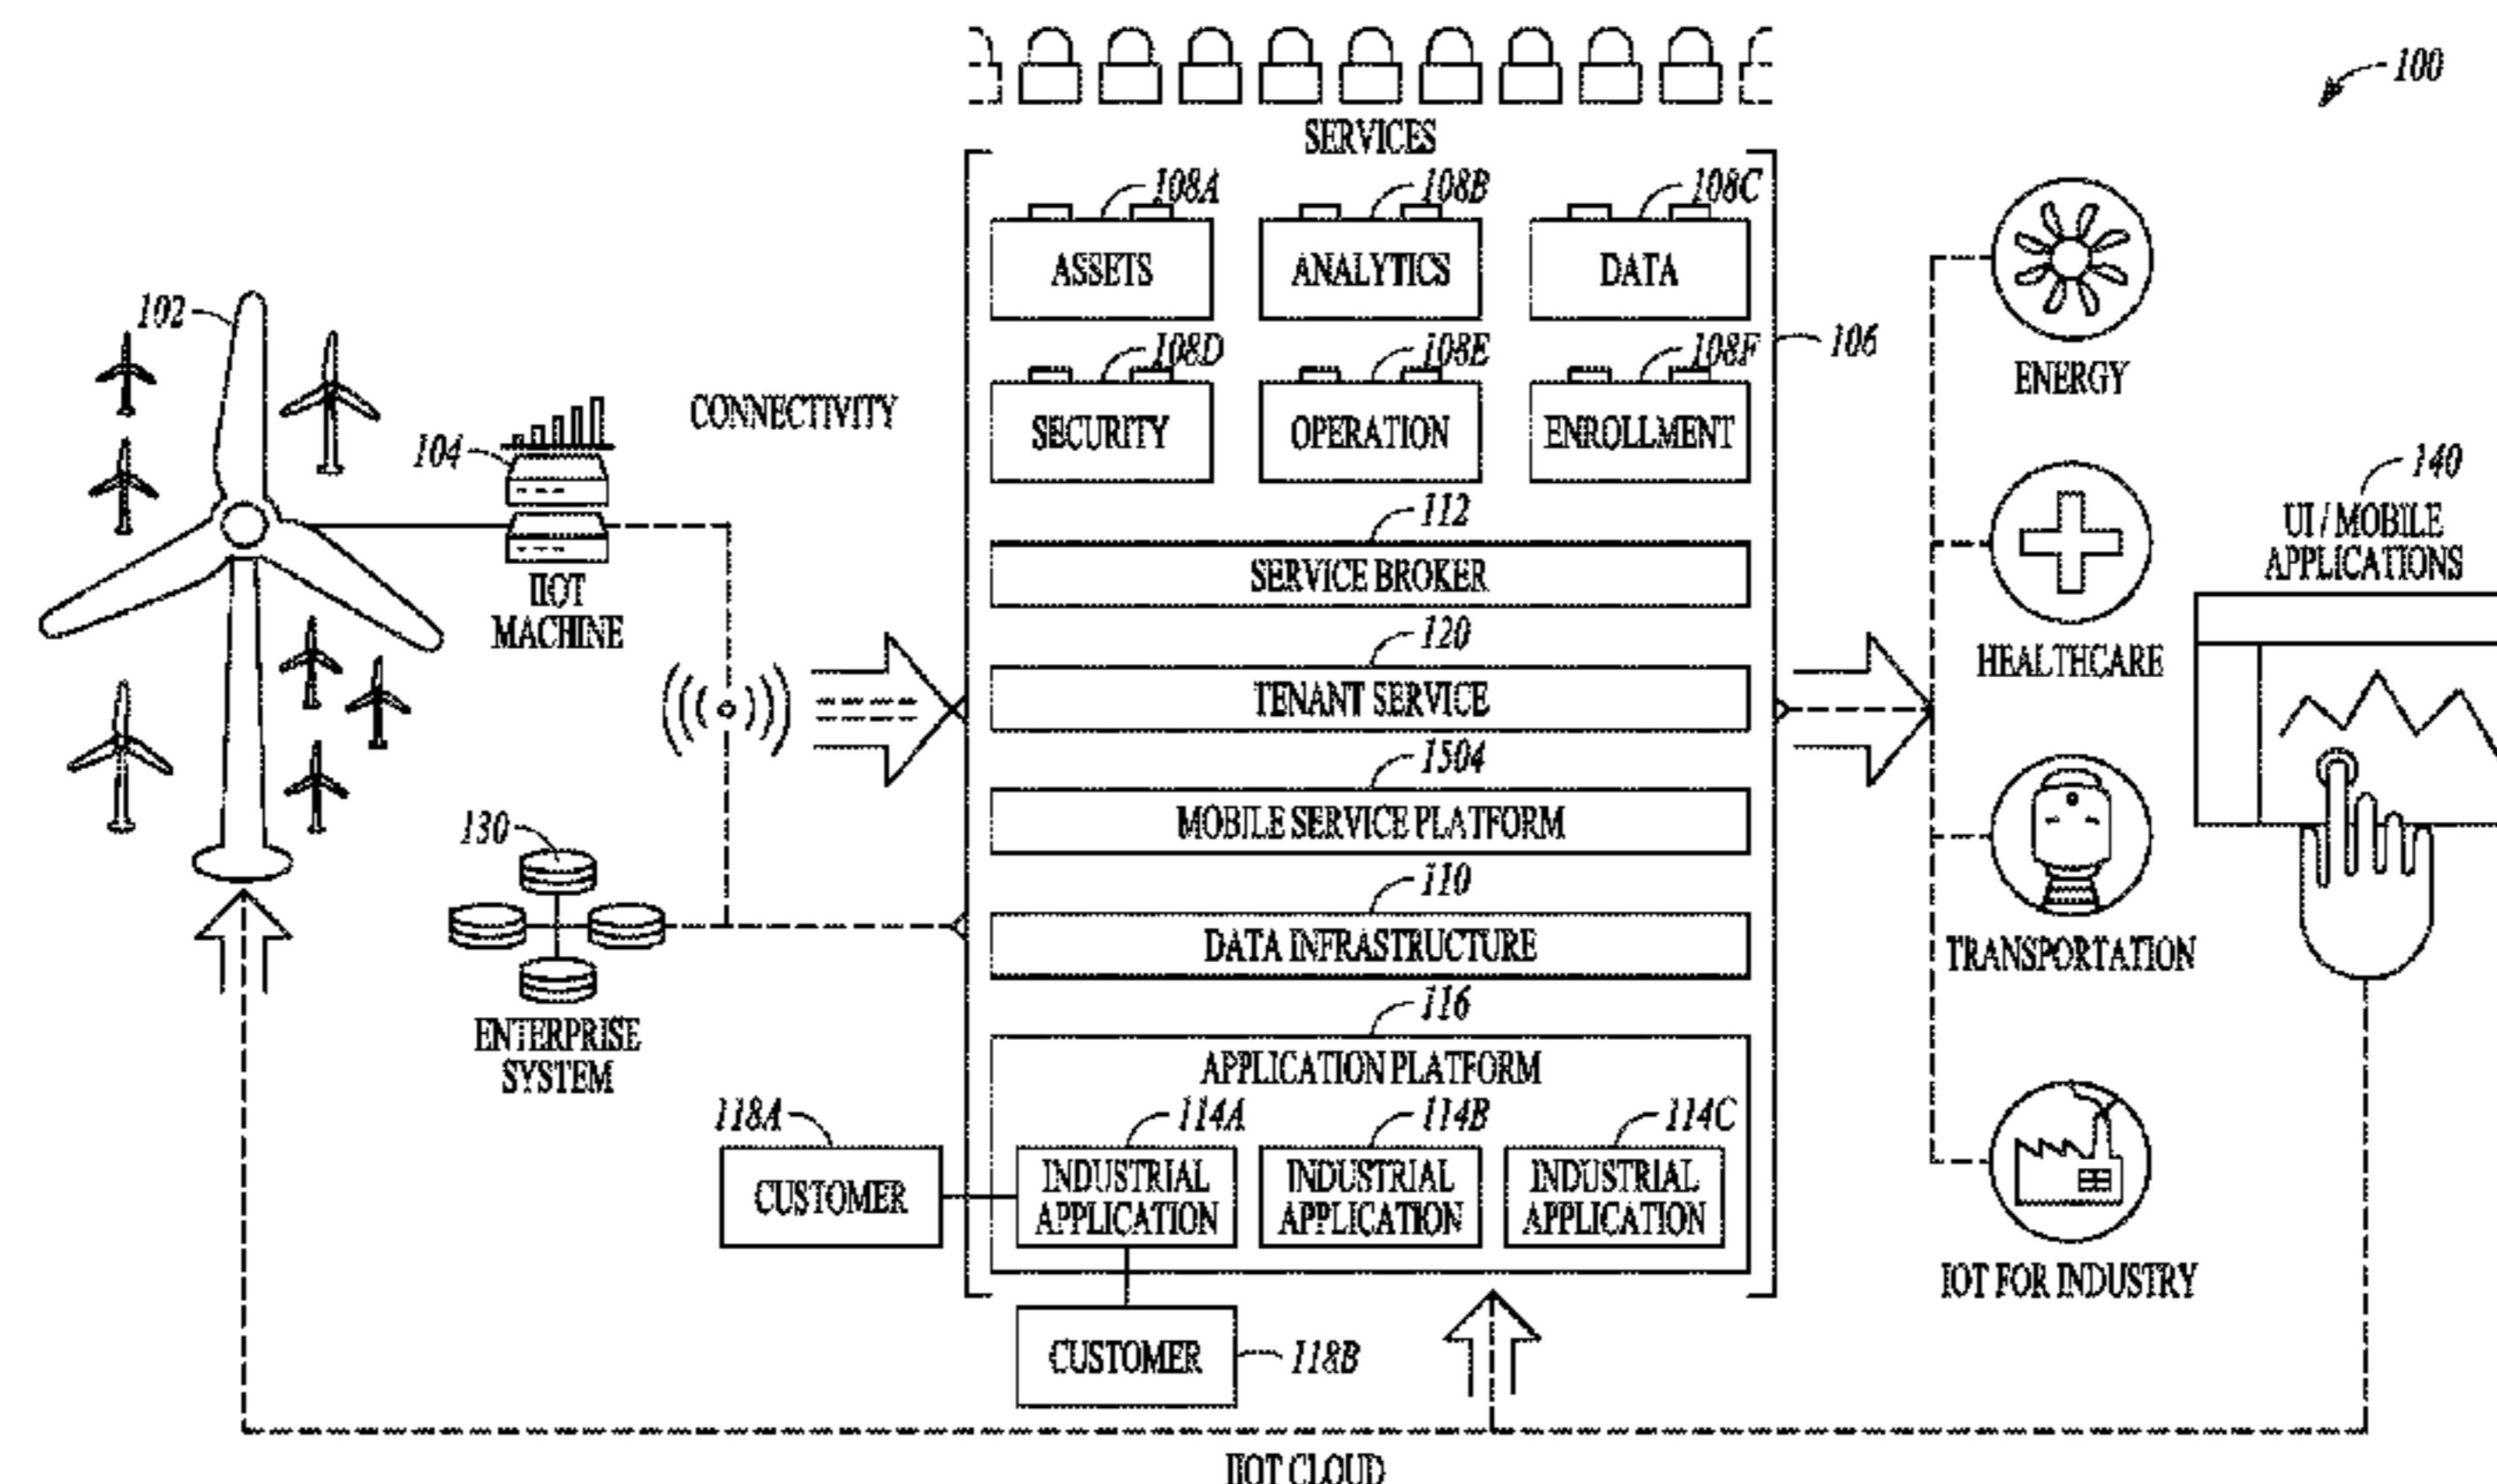 100
SERVICES
108A
108B
108C
ASSETS
ANALYTICS
DATA
102
106
108D
108E
108F
ENERGY
CONNECTIVITY
SECURITY
OPERATION
ENROLLMENT
104
140
UI / MOBILE
APPLICATIONS
112
SERVICE BROKER
IIOT
MACHINE
120
HEALTHCARE
TENANT SERVICE
1504
MOBILE SERVICE PLATFORM
130
110
DATA INFRASTRUCTURE
TRANSPORTATION
116
ENTERPRISE
SYSTEM
APPLICATION PLATFORM
118A
114A
114B
114C
CUSTOMER
INDUSTRIAL
APPLICATION
INDUSTRIAL
APPLICATION
INDUSTRIAL
APPLICATION
IOT FOR INDUSTRY
CUSTOMER
118B
IIOT CLOUD